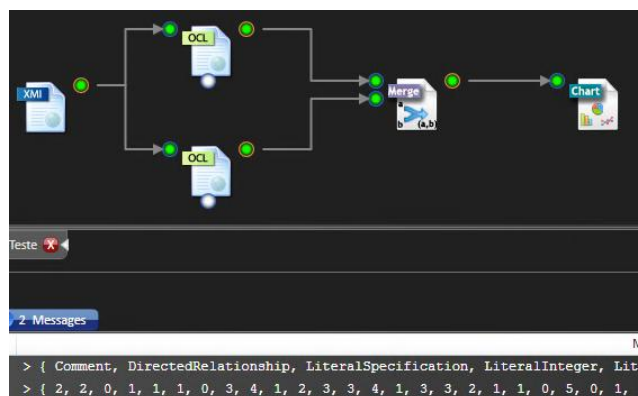 OCL
XMI
Merge
a
b
(a,b)
Chart
OCL
Teste
2 Messages
> { Comment, DirectedRelationship, LiteralSpecification, LiteralInteger, Lit
> { 2, 2, 0, 1, 1, 1, 0, 3, 4, 1, 2, 3, 3, 4, 1, 3, 3, 2, 1, 1, 0, 5, 0, 1,